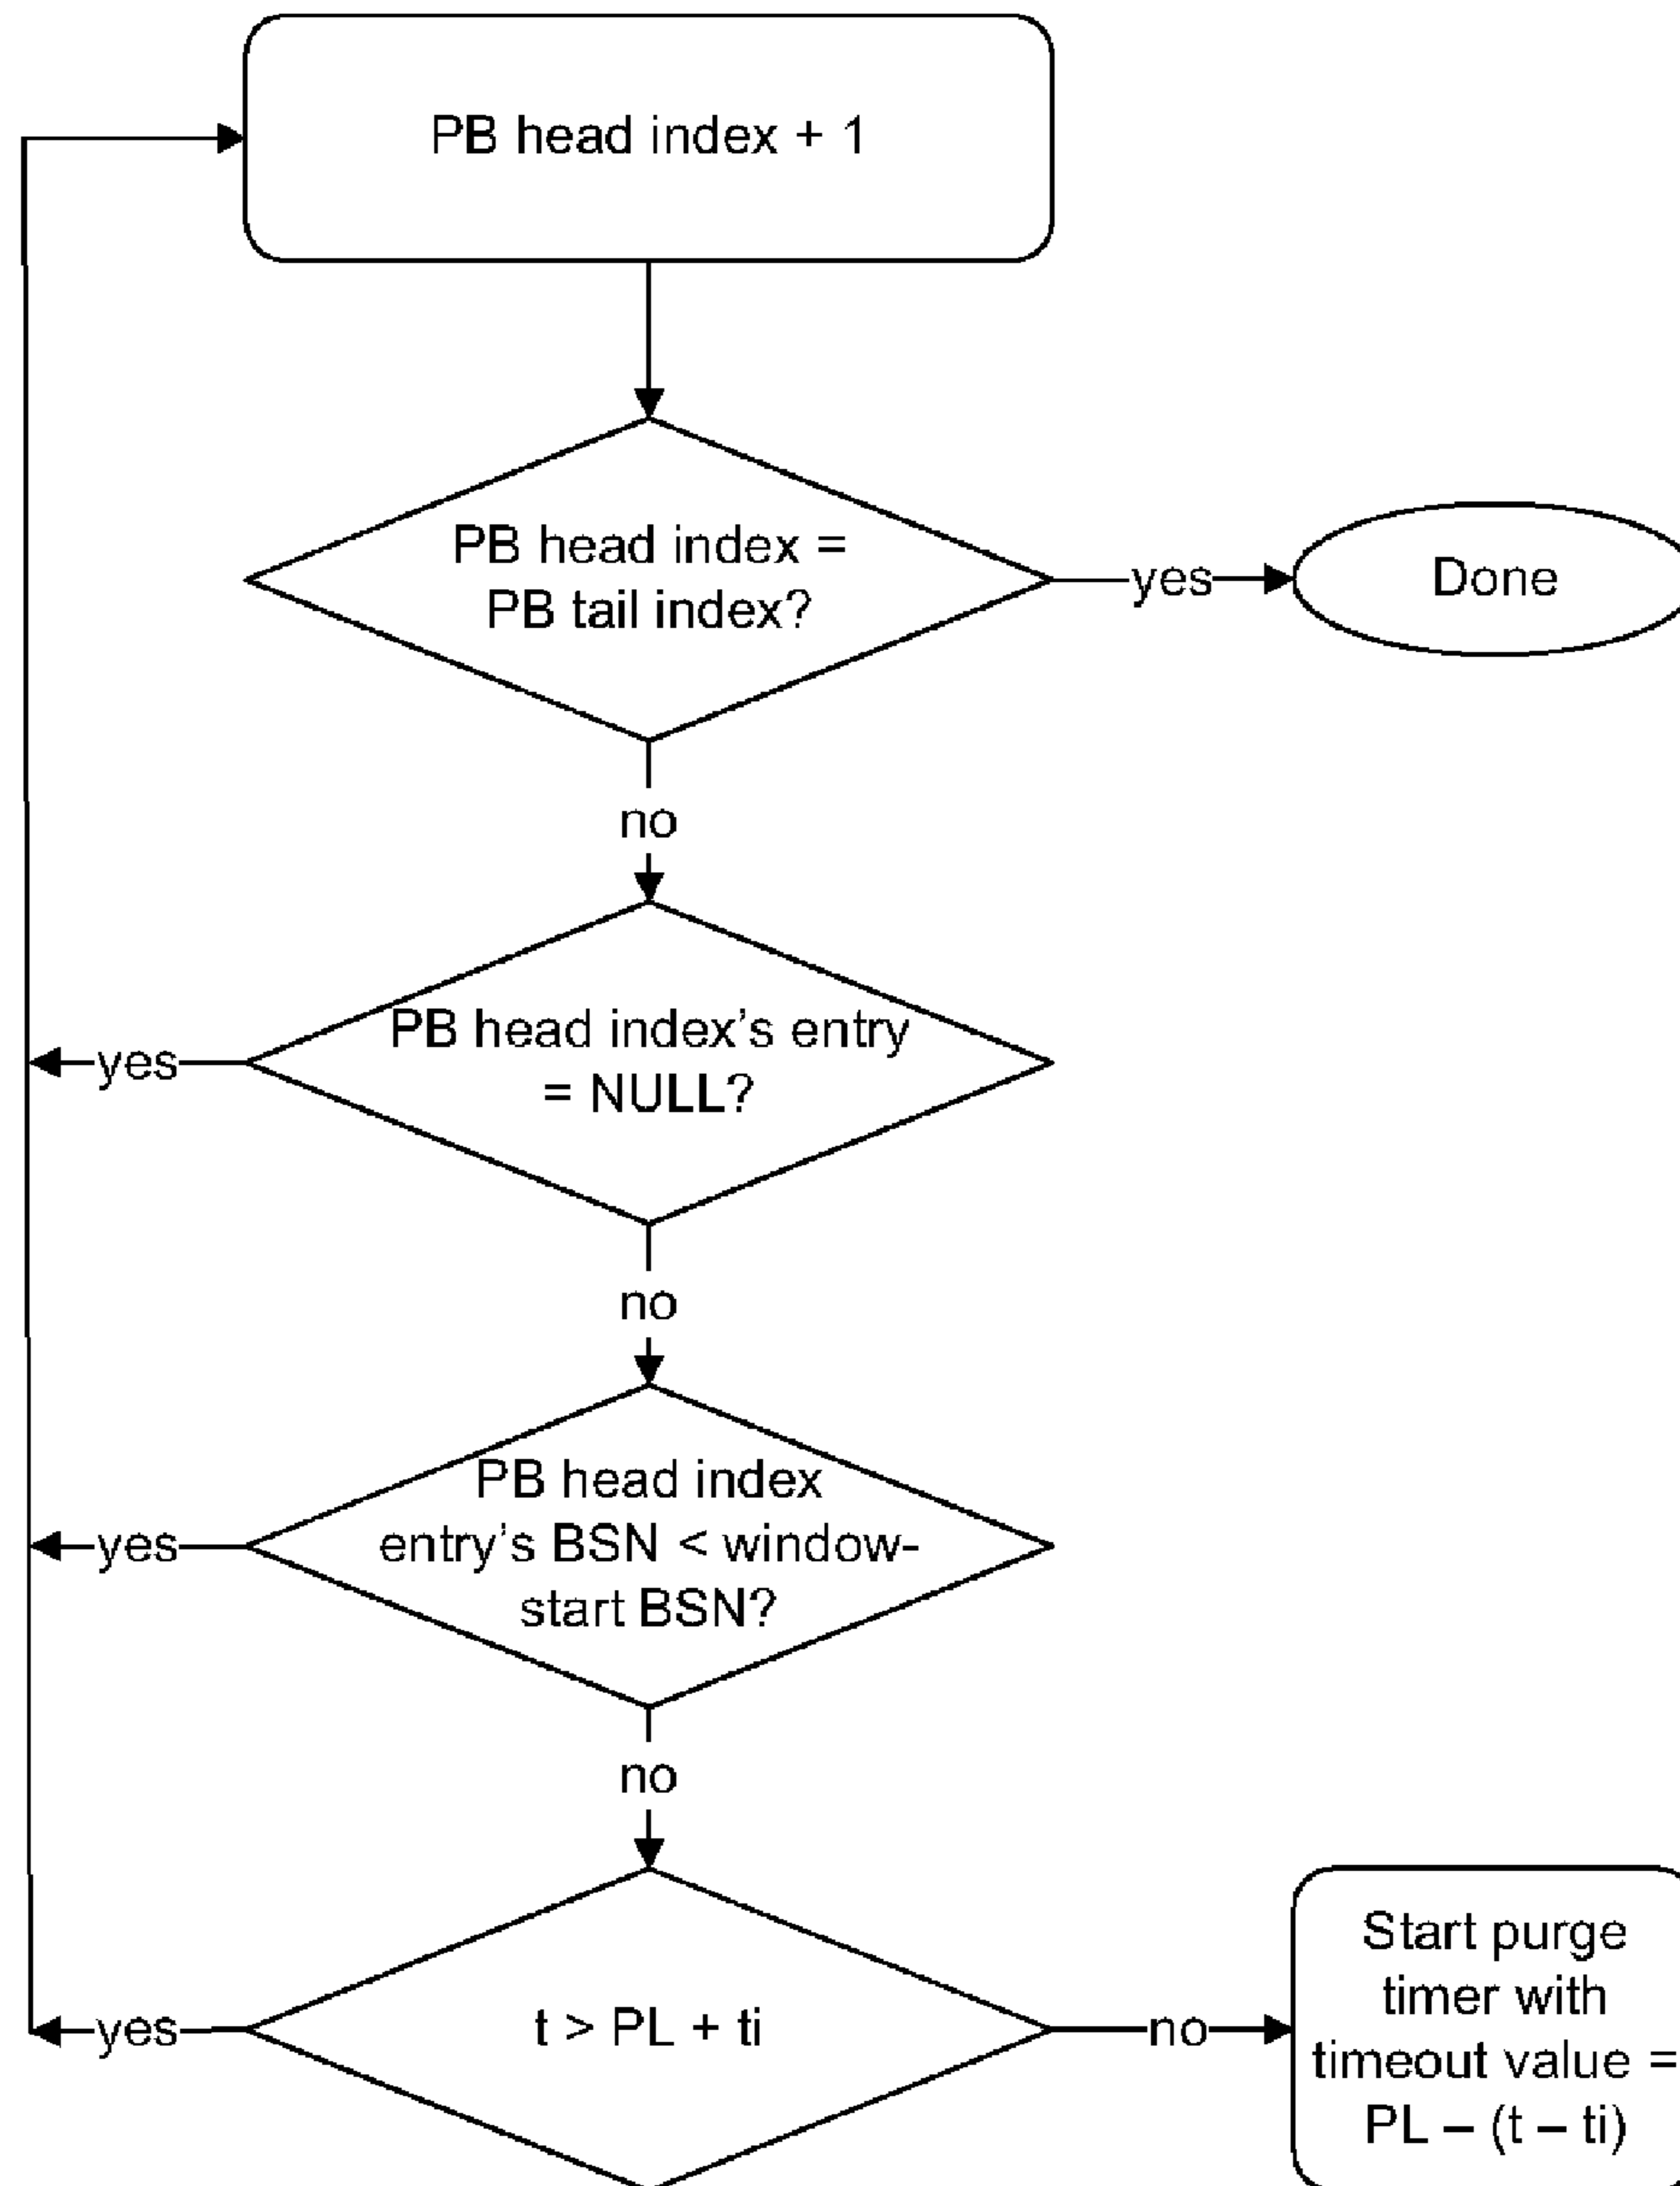 PB head index + 1
PB head index =
PB tail index?
yes
Done
no
PB head index's entry
= NULL?
yes
no
PB head index
entry's BSN < window-
start BSN?
yes
no
t > PL + ti
yes
no
Start purge
timer with
timeout value =
PL – (t – ti)